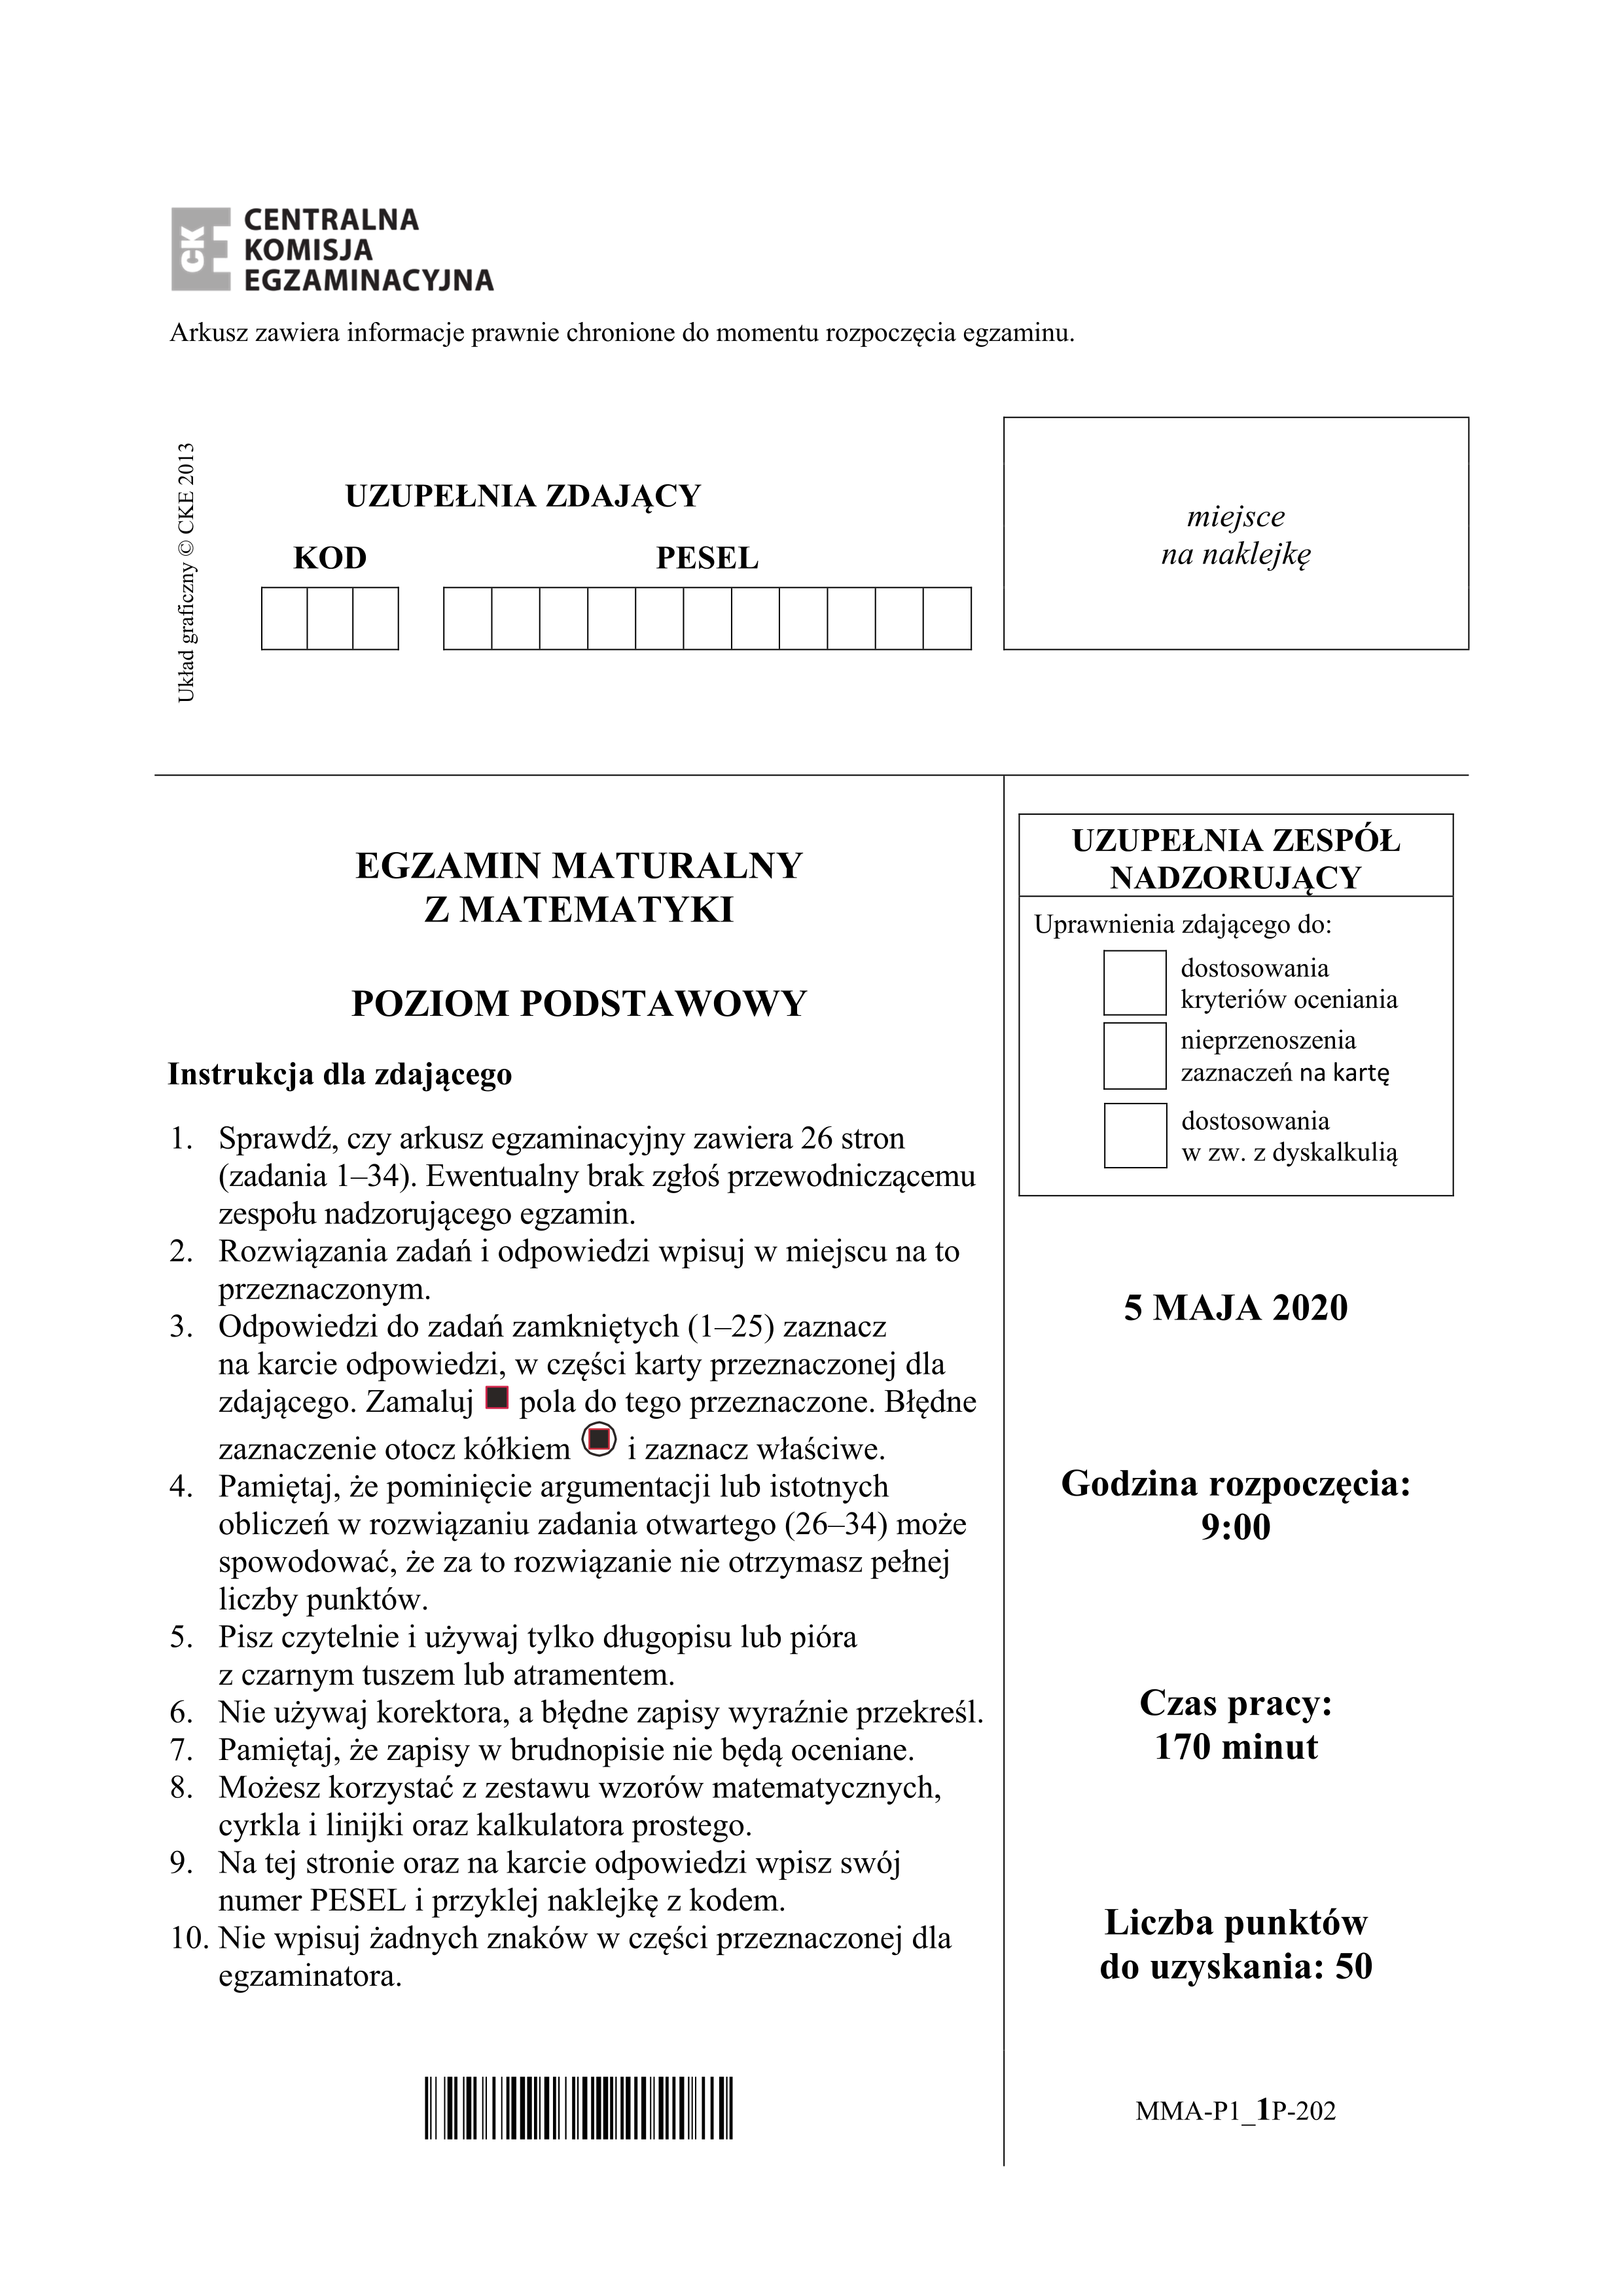 CK
CENTRALNA
KOMISJA
EGZAMINACYJNA
Arkusz zawiera informacje prawnie chronione do momentu rozpoczęcia egzaminu.
Układ graficzny © CKE 2013
UZUPEŁNIA ZDAJĄCY
KOD PESEL
miejsce
na naklejkę
EGZAMIN MATURALNY
Z MATEMATYKI
POZIOM PODSTAWOWY
Instrukcja dla zdającego
1. Sprawdź, czy arkusz egzaminacyjny zawiera 26 stron
(zadania 1–34). Ewentualny brak zgłoś przewodniczącemu
zespołu nadzorującego egzamin.
2. Rozwiązania zadań i odpowiedzi wpisuj w miejscu na to
przeznaczonym.
3. Odpowiedzi do zadań zamkniętych (1–25) zaznacz
na karcie odpowiedzi, w części karty przeznaczonej dla
zdającego. Zamaluj ■ pola do tego przeznaczone. Błędne
zaznaczenie otocz kółkiem i zaznacz właściwe.
4. Pamiętaj, że pominięcie argumentacji lub istotnych
obliczeń w rozwiązaniu zadania otwartego (26–34) może
spowodować, że za to rozwiązanie nie otrzymasz pełnej
liczby punktów.
5. Pisz czytelnie i używaj tylko długopisu lub pióra
z czarnym tuszem lub atramentem.
6. Nie używaj korektora, a błędne zapisy wyraźnie przekreśl.
7. Pamiętaj, że zapisy w brudnopisie nie będą oceniane.
8. Możesz korzystać z zestawu wzorów matematycznych,
cyrkla i linijki oraz kalkulatora prostego.
9. Na tej stronie oraz na karcie odpowiedzi wpisz swój
numer PESEL i przyklej naklejkę z kodem.
10. Nie wpisuj żadnych znaków w części przeznaczonej dla
egzaminatora.
UZUPEŁNIA ZESPÓŁ
NADZORUJĄCY
Uprawnienia zdającego do:
dostosowania
kryteriów oceniania
nieprzenoszenia
zaznaczeń na kartę
dostosowania
w zw. z dyskalkulią
5 MAJA 2020
Godzina rozpoczęcia:
9:00
Czas pracy:
170 minut
Liczba punktów
do uzyskania: 50
MMA-P1_1P-202